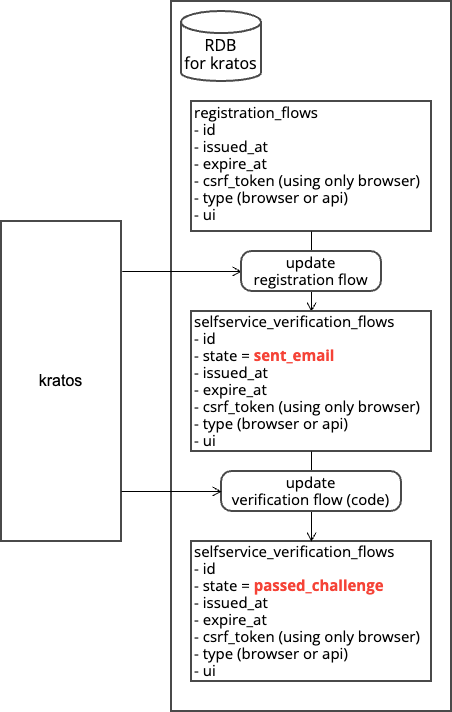 RDB
for kratos
registration_flows
- id
- issued_at
- expire_at
- csrf_token (using only browser)
- type (browser or api)
- ui
update
registration flow
kratos
selfservice_verification_flows
- id
- state = sent_email
- issued_at
- expire_at
- csrf_token (using only browser)
- type (browser or api)
- ui
update
verification flow (code)
selfservice_verification_flows
- id
- state = passed_challenge
- issued_at
- expire_at
- csrf_token (using only browser)
- type (browser or api)
- ui